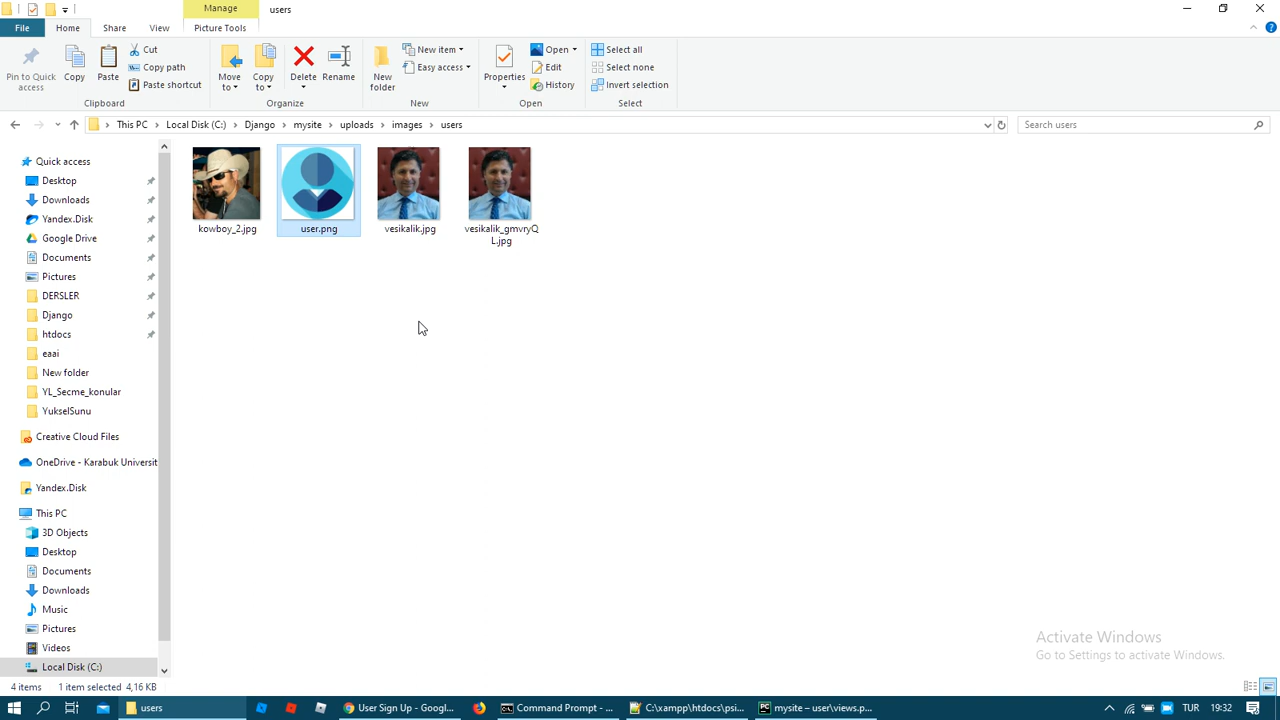 Manage
users
File
Home
Share
View
Picture Tools
Pin to Quick access
Copy
Paste
Cut
Copy path
Paste shortcut
Clipboard
Move to
Copy to
Delete
Rename
Organize
New folder
New item
Easy access
New
Properties
Open
Edit
History
Open
Select all
Select none
Invert selection
Select
This PC
Local Disk (C:)
Django
mysite
uploads
images
users
Search users
Quick access
Desktop
Downloads
Yandex.Disk
Google Drive
Documents
Pictures
DERSLER
Django
htdocs
eaai
New folder
YL_Secme_konular
YukselSunu
Creative Cloud Files
OneDrive - Karabuk Universit
Yandex.Disk
This PC
3D Objects
Desktop
Documents
Downloads
Music
Pictures
Videos
Local Disk (C:)
kowboy_2.jpg
user.png
vesikalik.jpg
vesikalik_gmvryQ
L.jpg
Activate Windows
Go to Settings to activate Windows.
4 items
1 item selected 4,16 KB
users
User Sign Up - Googl...
Command Prompt - ...
C:\xampp\htdocs\psi...
mysite – user\views.p...
TUR
19:32